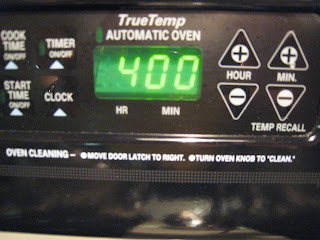 TrueTemp
AUTOMATIC OVEN
COOK
TIME
ON/OFF
TIMER
ON/OFF
400
START
TIME
ON/OFF
CLOCK
HOUR
MIN.
HR MIN
TEMP RECALL
OVEN CLEANING – ●MOVE DOOR LATCH TO RIGHT. ●TURN OVEN KNOB TO "CLEAN."